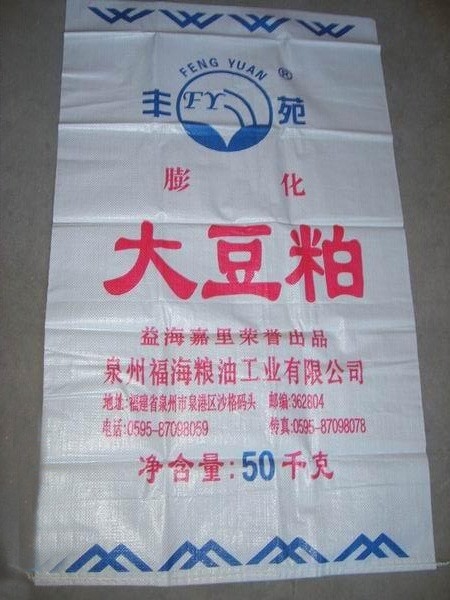 FENG YUAN ®
丰 FY 苑
膨 化
大豆粕
益海嘉里荣誉出品
泉州福海粮油工业有限公司
地址:福建省泉州市泉港区沙格码头 邮编:362804
电话:0595-87098059 传真:0595-87098078
净含量:50千克